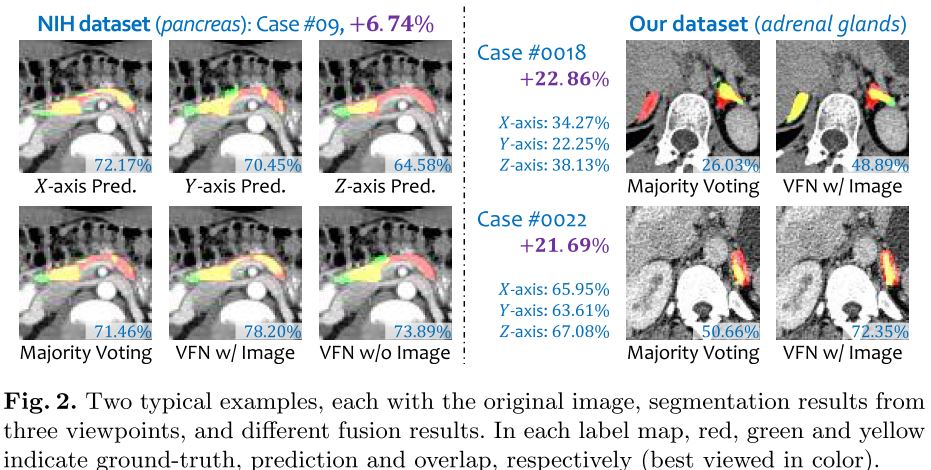 NIH dataset (pancreas): Case #09, +6.74%
72.17% 70.45% 64.58%
X-axis Pred. Y-axis Pred. Z-axis Pred.
71.46% 78.20% 73.89%
Majority Voting VFN w/ Image VFN w/o Image
Our dataset (adrenal glands)
Case #0018
+22.86%
X-axis: 34.27%
Y-axis: 22.25%
Z-axis: 38.13%
26.03% 48.89%
Majority Voting VFN w/ Image
Case #0022
+21.69%
X-axis: 65.95%
Y-axis: 63.61%
Z-axis: 67.08%
50.66% 72.35%
Majority Voting VFN w/ Image
Fig. 2. Two typical examples, each with the original image, segmentation results from
three viewpoints, and different fusion results. In each label map, red, green and yellow
indicate ground-truth, prediction and overlap, respectively (best viewed in color).